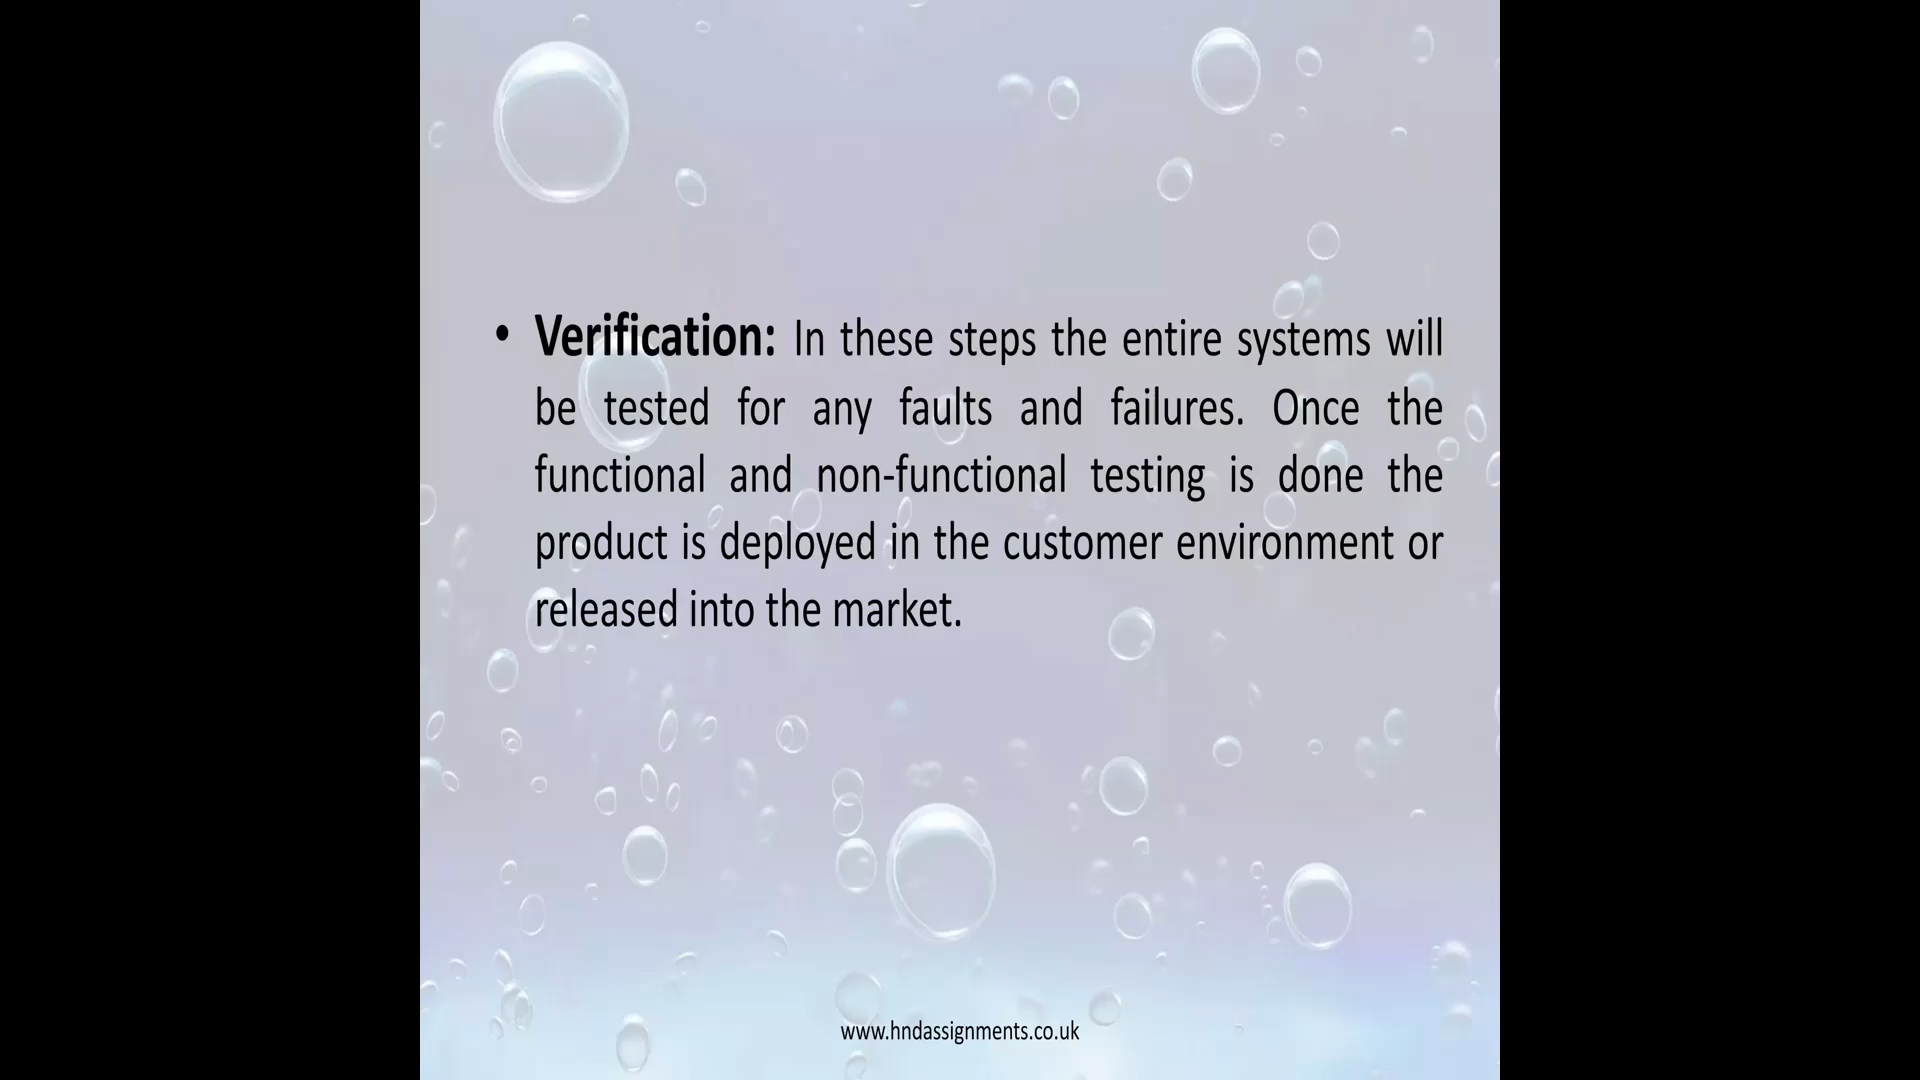 • Verification: In these steps the entire systems will
be tested for any faults and failures. Once the
functional and non-functional testing is done the
product is deployed in the customer environment or
released into the market.
www.hndassignments.co.uk